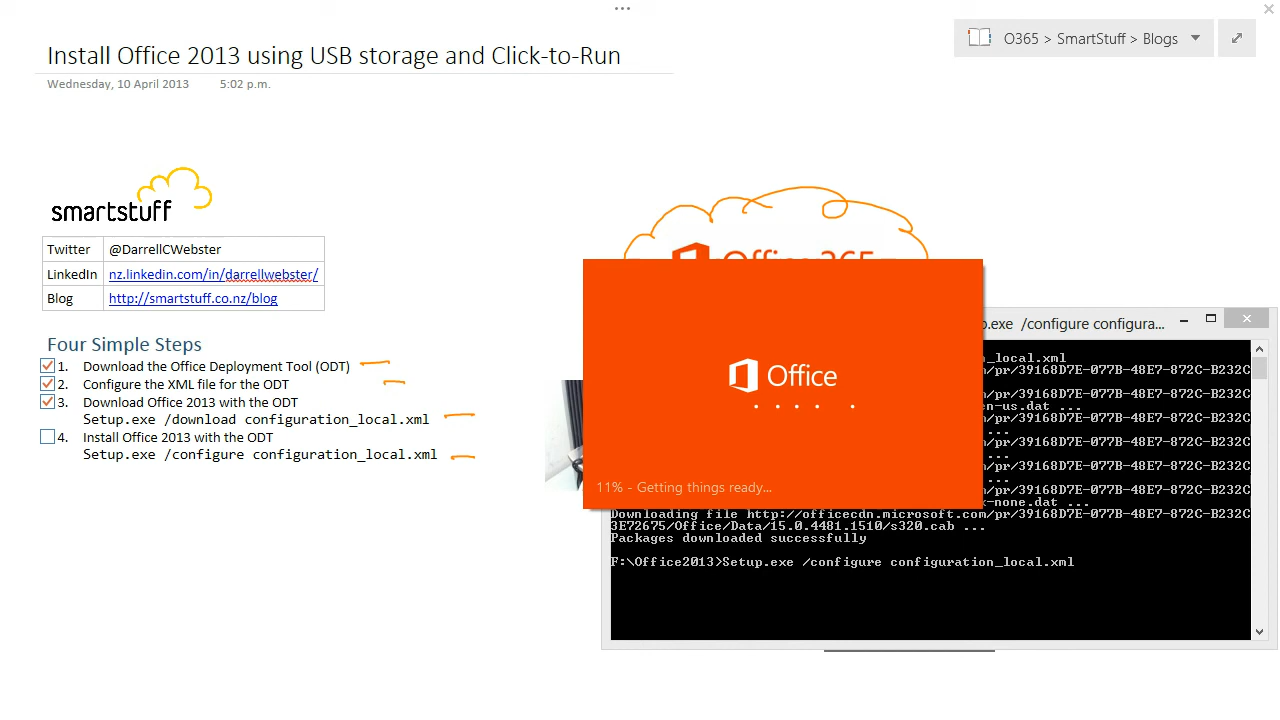 Install Office 2013 using USB storage and Click-to-Run
O365 > SmartStuff > Blogs
Wednesday, 10 April 2013 5:02 p.m.
smartstuff
Twitter @DarrellCWebster
LinkedIn nz.linkedin.com/in/darrellwebster/
Blog http://smartstuff.co.nz/blog
Four Simple Steps
1. Download the Office Deployment Tool (ODT)
2. Configure the XML file for the ODT
3. Download Office 2013 with the ODT
Setup.exe /download configuration_local.xml
4. Install Office 2013 with the ODT
Setup.exe /configure configuration_local.xml
Office365
Office
11% - Getting things ready...
p.exe /configure configura...
n_local.xml
m/pr/39168D7E-077B-48E7-872C-B232C
m/pr/39168D7E-077B-48E7-872C-B232C
en-us.dat ...
m/pr/39168D7E-077B-48E7-872C-B232C
...
m/pr/39168D7E-077B-48E7-872C-B232C
...
m/pr/39168D7E-077B-48E7-872C-B232C
...
m/pr/39168D7E-077B-48E7-872C-B232C
x-none.dat ...
Downloading file http://officecdn.microsoft.com/pr/39168D7E-077B-48E7-872C-B232C
3E72675/Office/Data/15.0.4481.1510/s320.cab ...
Packages downloaded successfully
F:\Office2013>Setup.exe /configure configuration_local.xml